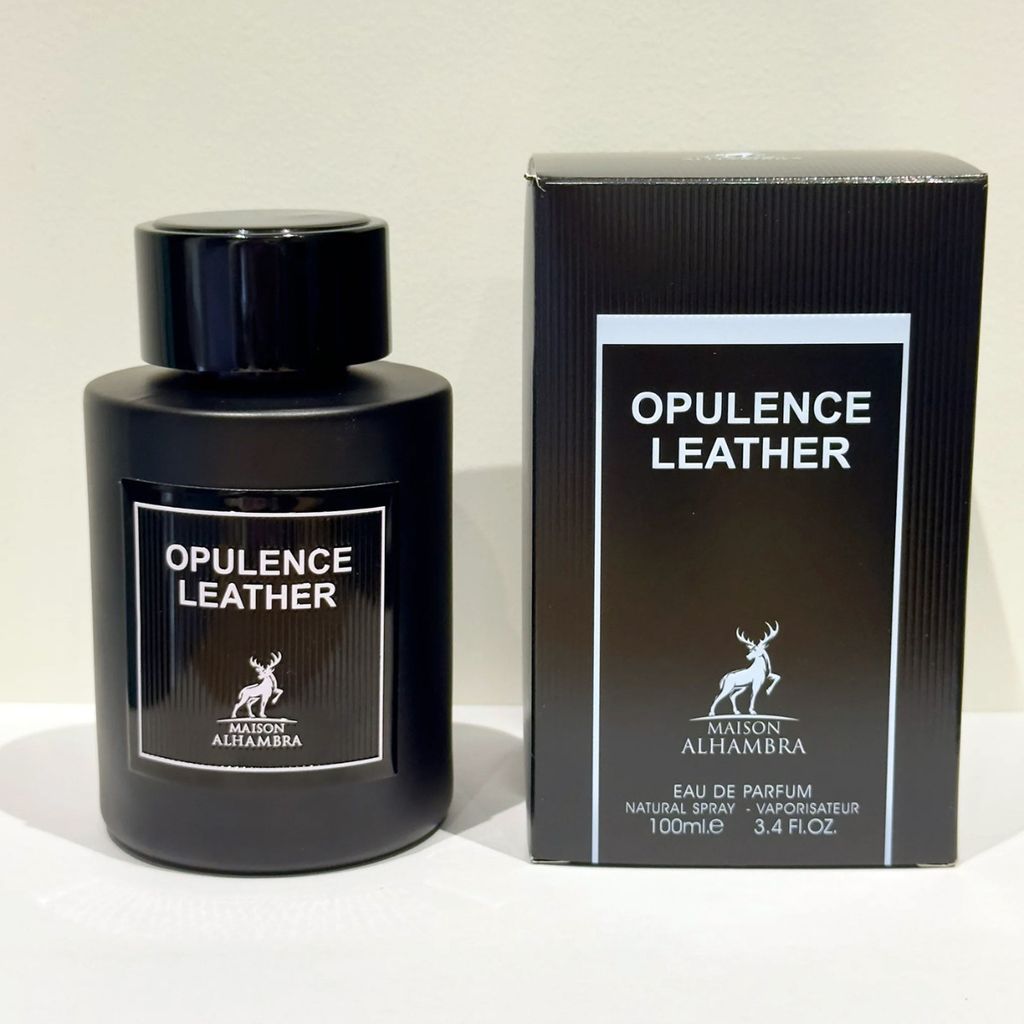 OPULENCE
LEATHER
MAISON
ALHAMBRA
OPULENCE
LEATHER
MAISON
ALHAMBRA
EAU DE PARFUM
NATURAL SPRAY - VAPORISATEUR
100ml.e 3.4 Fl.OZ.